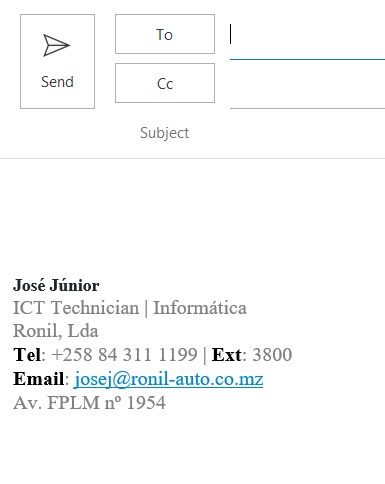 To
Send
Cc
Subject
José Júnior
ICT Technician | Informática
Ronil, Lda
Tel: +258 84 311 1199 | Ext: 3800
Email: josej@ronil-auto.co.mz
Av. FPLM nº 1954